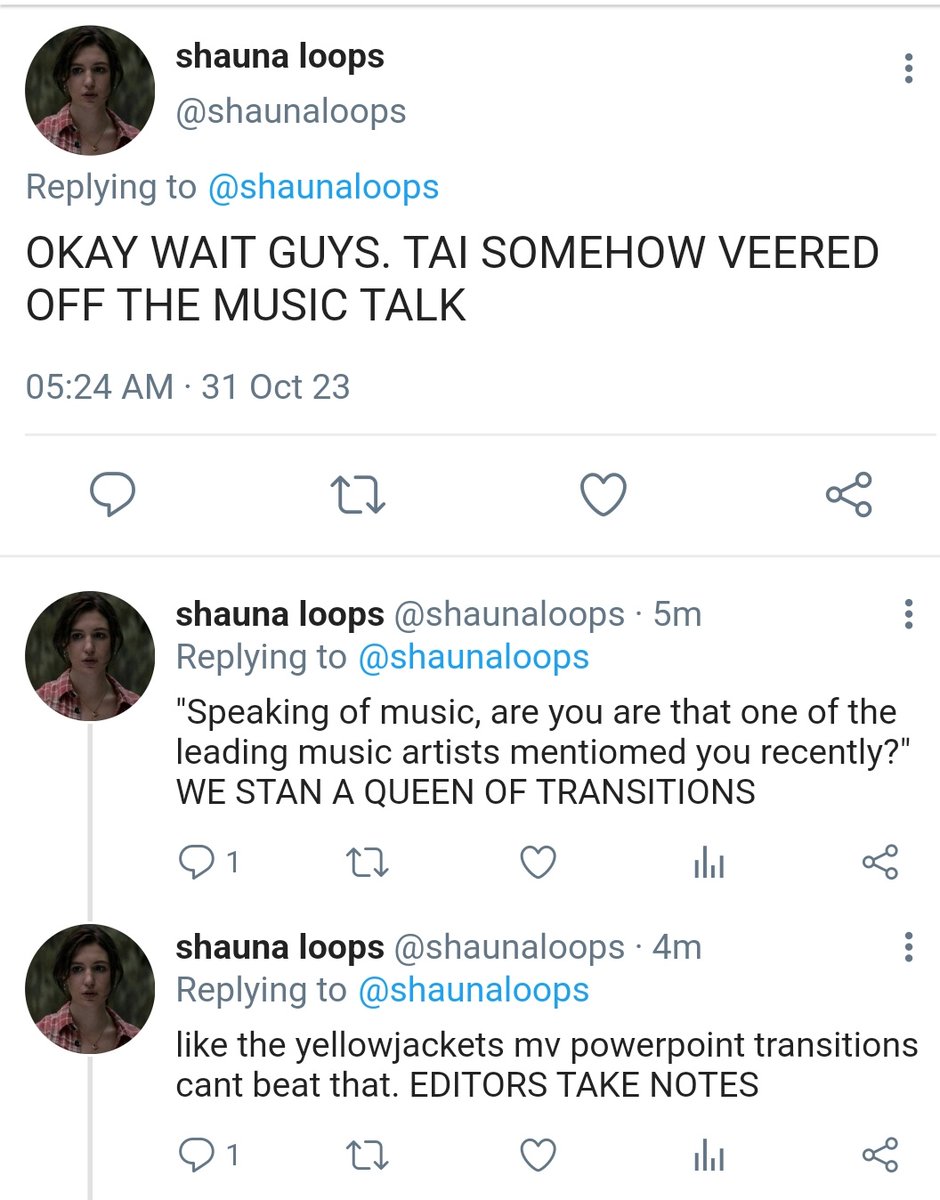 shauna loops
@shaunaloops
Replying to @shaunaloops
OKAY WAIT GUYS. TAI SOMEHOW VEERED
OFF THE MUSIC TALK
05:24 AM · 31 Oct 23
shauna loops @shaunaloops · 5m
Replying to @shaunaloops
"Speaking of music, are you are that one of the
leading music artists mentiomed you recently?"
WE STAN A QUEEN OF TRANSITIONS
1
shauna loops @shaunaloops · 4m
Replying to @shaunaloops
like the yellowjackets mv powerpoint transitions
cant beat that. EDITORS TAKE NOTES
1